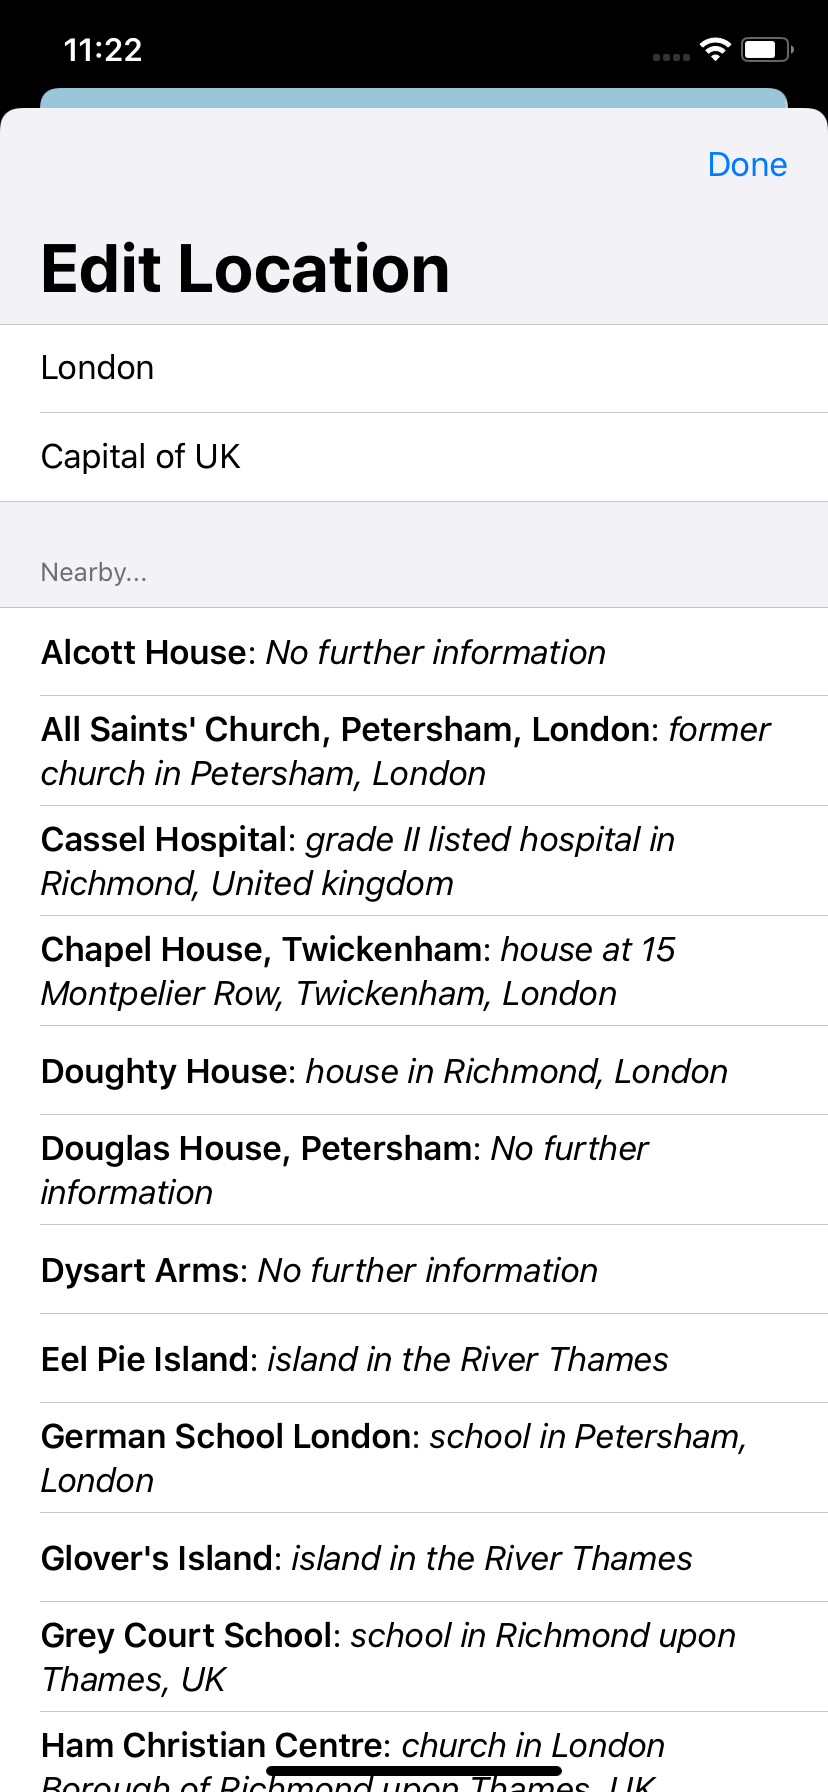 11:22
Done
Edit Location
London
Capital of UK
Nearby...
Alcott House: No further information
All Saints' Church, Petersham, London: former
church in Petersham, London
Cassel Hospital: grade II listed hospital in
Richmond, United kingdom
Chapel House, Twickenham: house at 15
Montpelier Row, Twickenham, London
Doughty House: house in Richmond, London
Douglas House, Petersham: No further
information
Dysart Arms: No further information
Eel Pie Island: island in the River Thames
German School London: school in Petersham,
London
Glover's Island: island in the River Thames
Grey Court School: school in Richmond upon
Thames, UK
Ham Christian Centre: church in London
Borough of Richmond upon Thames, UK